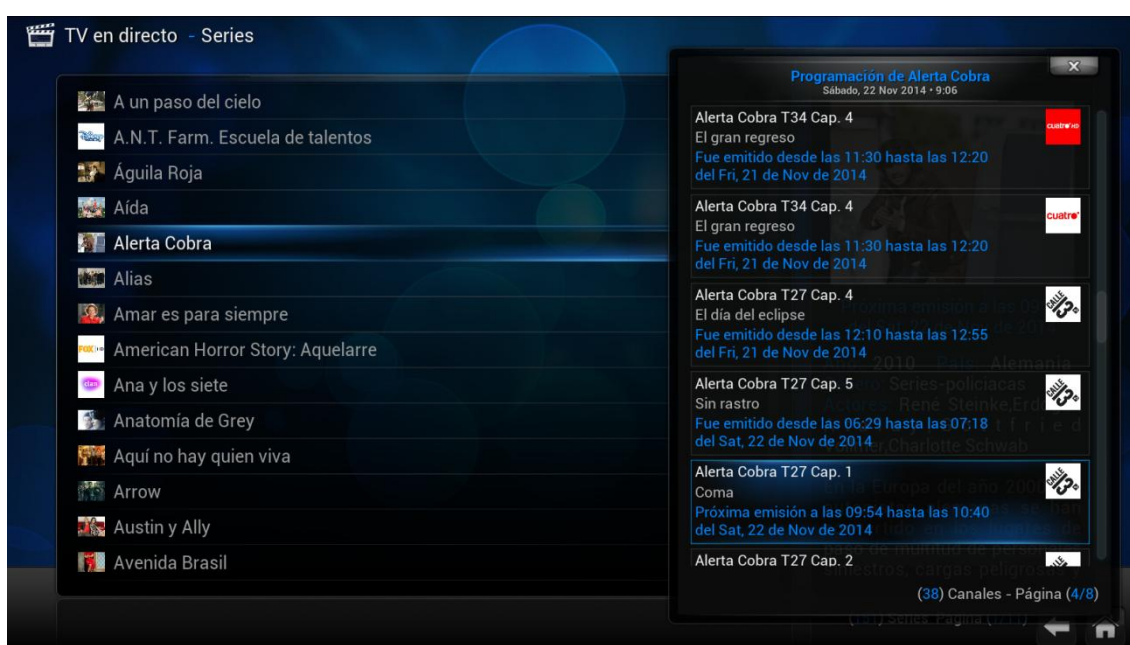 TV en directo - Series
A un paso del cielo
A.N.T. Farm. Escuela de talentos
Águila Roja
Aída
Alerta Cobra
Alias
Amar es para siempre
American Horror Story: Aquelarre
Ana y los siete
Anatomía de Grey
Aquí no hay quien viva
Arrow
Austin y Ally
Avenida Brasil
Programación de Alerta Cobra
Sábado, 22 Nov 2014 • 9:06
Alerta Cobra T34 Cap. 4
cuatro HD
El gran regreso
Fue emitido desde las 11:30 hasta las 12:20
del Fri, 21 de Nov de 2014
Alerta Cobra T34 Cap. 4
cuatro
El gran regreso
Fue emitido desde las 11:30 hasta las 12:20
del Fri, 21 de Nov de 2014
Alerta Cobra T27 Cap. 4
CALLE 13
El día del eclipse
Fue emitido desde las 12:10 hasta las 12:55
del Fri, 21 de Nov de 2014
Alerta Cobra T27 Cap. 5
CALLE 13
Sin rastro
Fue emitido desde las 06:29 hasta las 07:18
del Sat, 22 de Nov de 2014
Alerta Cobra T27 Cap. 1
CALLE 13
Coma
Próxima emisión a las 09:54 hasta las 10:40
del Sat, 22 de Nov de 2014
Alerta Cobra T27 Cap. 2
(38) Canales - Página (4/8)